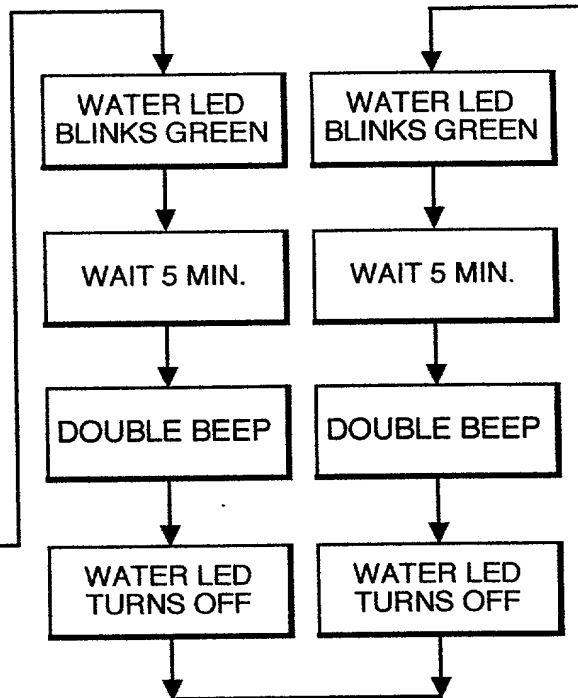 WATER LED
BLINKS GREEN
WAIT 5 MIN.
DOUBLE BEEP
WATER LED
TURNS OFF
WATER LED
BLINKS GREEN
WAIT 5 MIN.
DOUBLE BEEP
WATER LED
TURNS OFF